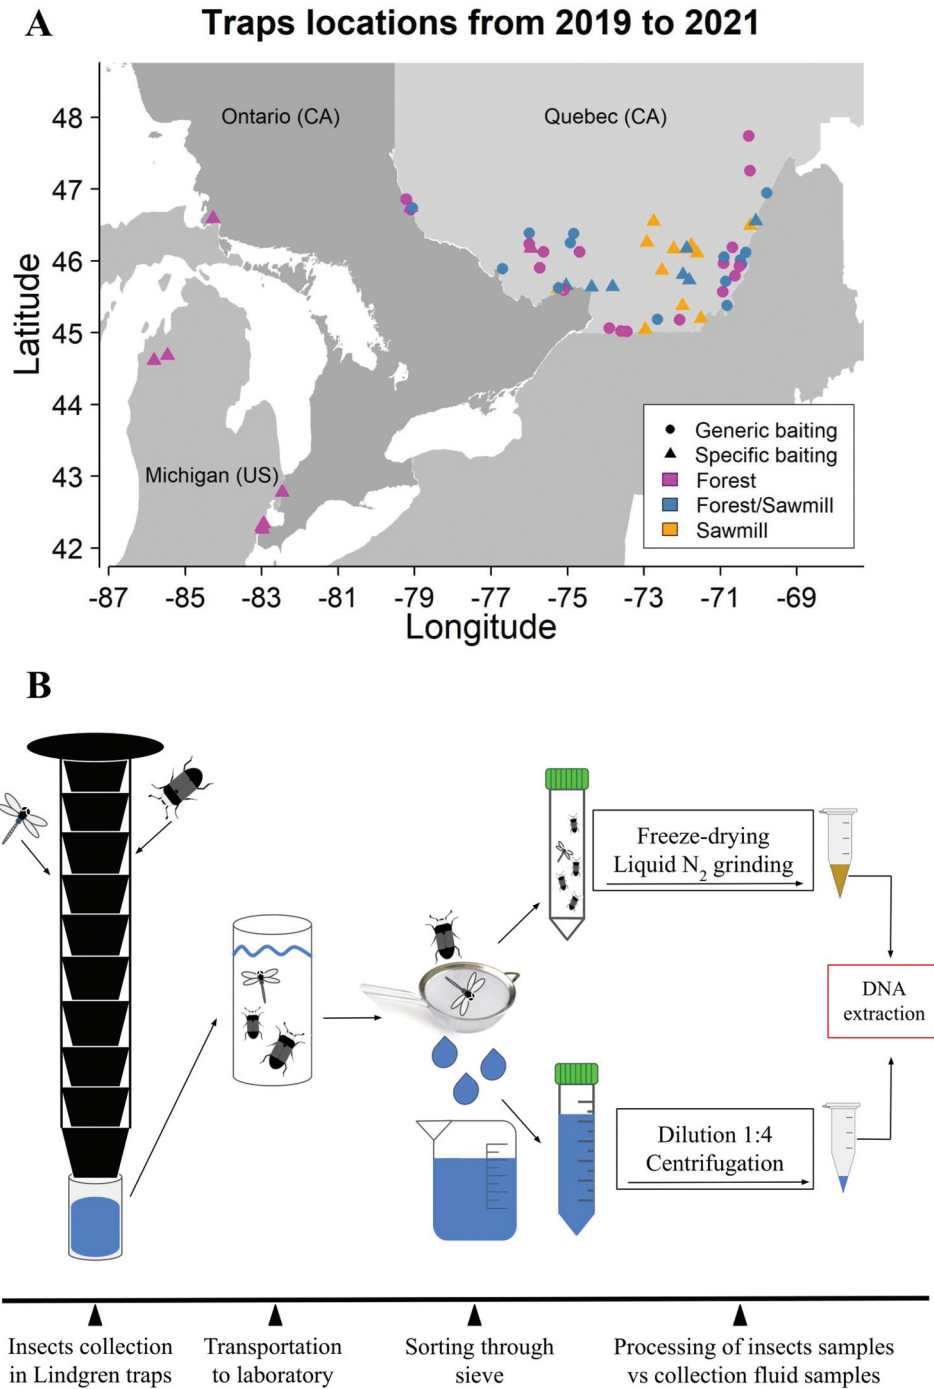 A
Traps locations from 2019 to 2021
Ontario (CA)
Quebec (CA)
Michigan (US)
Latitude
48
47
46
45
44
43
42
-87 -85 -83 -81 -79 -77 -75 -73 -71 -69
Longitude
Generic baiting
Specific baiting
Forest
Forest/Sawmill
Sawmill
B
Freeze-drying
Liquid N₂ grinding
DNA
extraction
Dilution 1:4
Centrifugation
Insects collection
in Lindgren traps
Transportation
to laboratory
Sorting through
sieve
Processing of insects samples
vs collection fluid samples